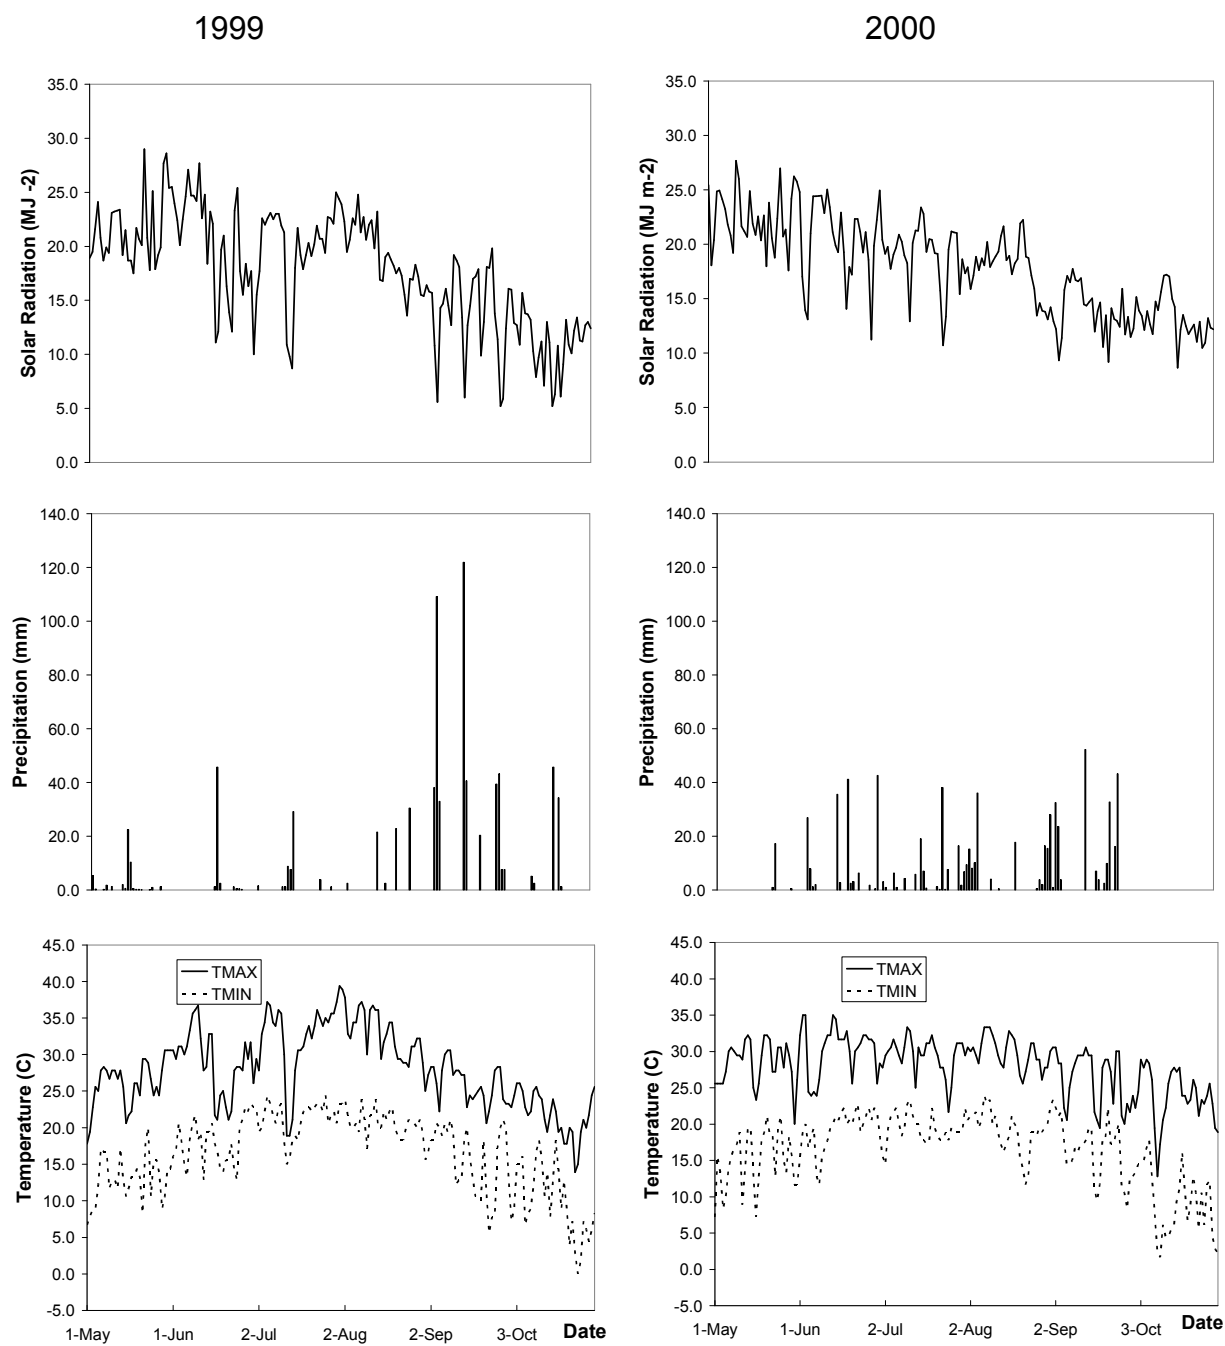 1999
2000
35.0
30.0
25.0
20.0
15.0
10.0
5.0
0.0
Solar Radiation (MJ -2)
35.0
30.0
25.0
20.0
15.0
10.0
5.0
0.0
Solar Radiation (MJ m-2)
140.0
120.0
100.0
80.0
60.0
40.0
20.0
0.0
Precipitation (mm)
140.0
120.0
100.0
80.0
60.0
40.0
20.0
0.0
Precipitation (mm)
45.0
40.0
35.0
30.0
25.0
20.0
15.0
10.0
5.0
0.0
-5.0
Temperature (C)
TMAX
TMIN
1-May
1-Jun
2-Jul
2-Aug
2-Sep
3-Oct
Date
45.0
40.0
35.0
30.0
25.0
20.0
15.0
10.0
5.0
0.0
-5.0
Temperature (C)
TMAX
TMIN
1-May
1-Jun
2-Jul
2-Aug
2-Sep
3-Oct
Date